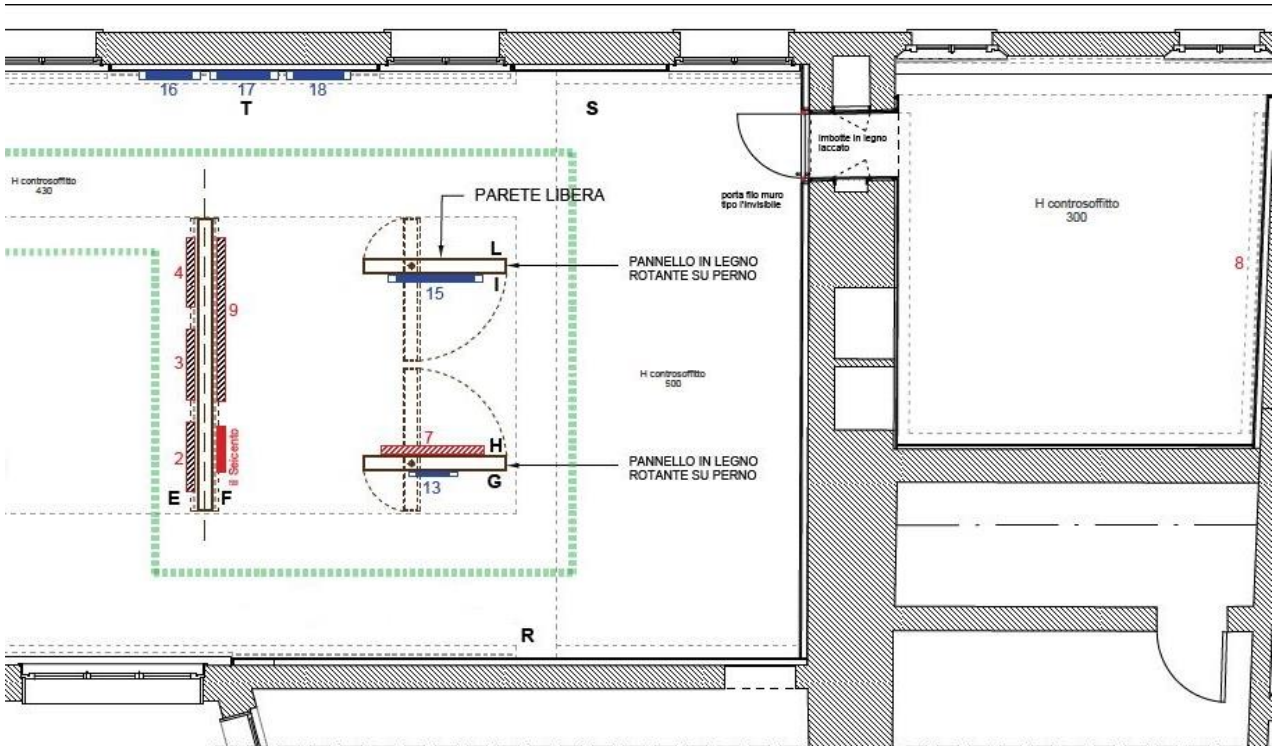 16 17 18
T
S
imbotte in legno
laccato
H controsoffitto
430
PARETE LIBERA
porta filo muro
tipo l'invisibile
H controsoffitto
300
L
PANNELLO IN LEGNO
ROTANTE SU PERNO
I
8
4
15
9
3
H controsoffitto
500
7
H
2
il Seicento
PANNELLO IN LEGNO
ROTANTE SU PERNO
G
13
E
F
R